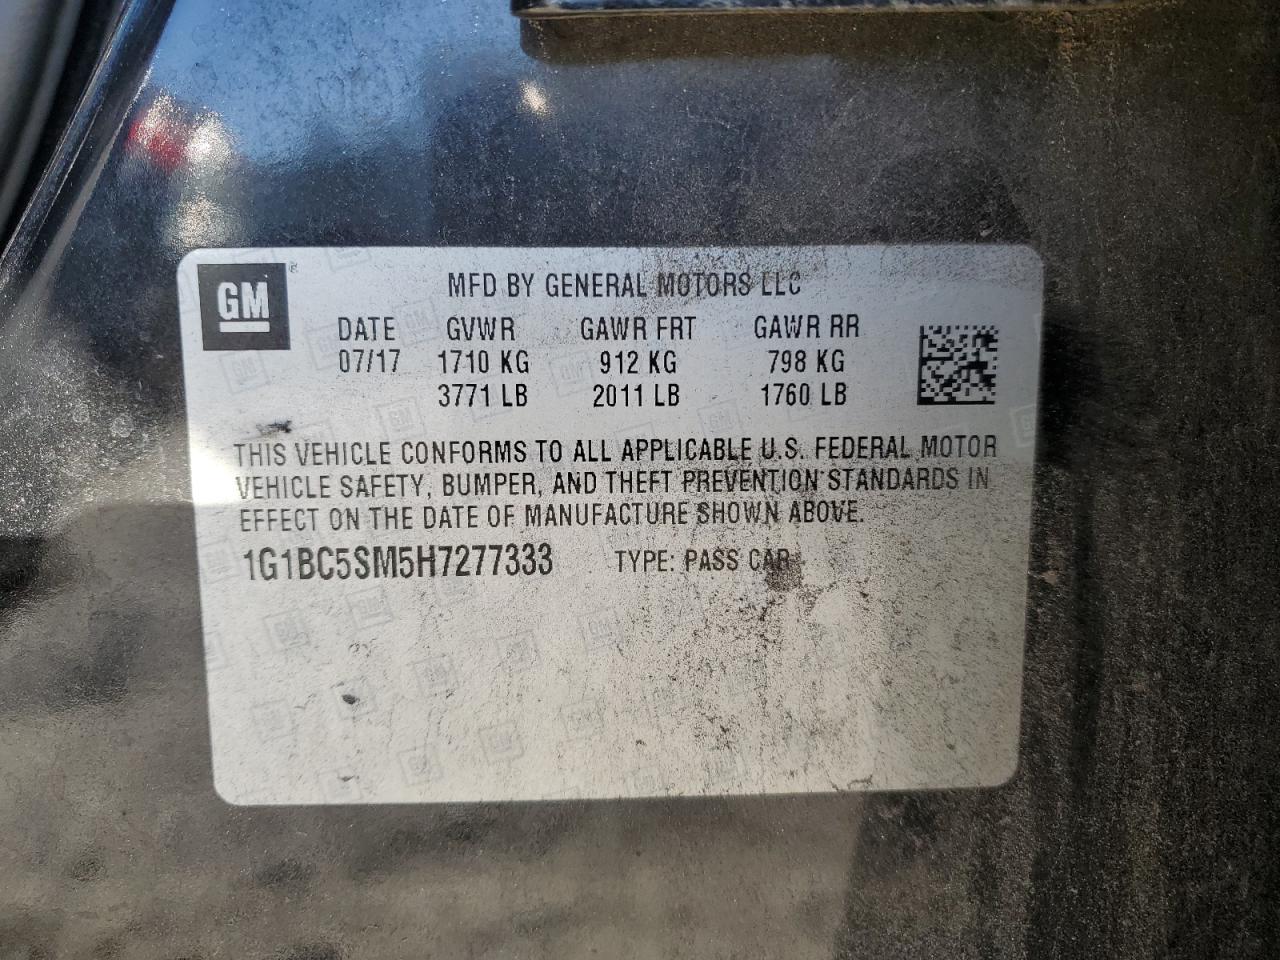 GM
MFD BY GENERAL MOTORS LLC
DATE GVWR GAWR FRT GAWR RR
07/17 1710 KG 912 KG 798 KG
3771 LB 2011 LB 1760 LB
THIS VEHICLE CONFORMS TO ALL APPLICABLE U.S. FEDERAL MOTOR
VEHICLE SAFETY, BUMPER, AND THEFT PREVENTION STANDARDS IN
EFFECT ON THE DATE OF MANUFACTURE SHOWN ABOVE.
1G1BC5SM5H7277333 TYPE: PASS CAR